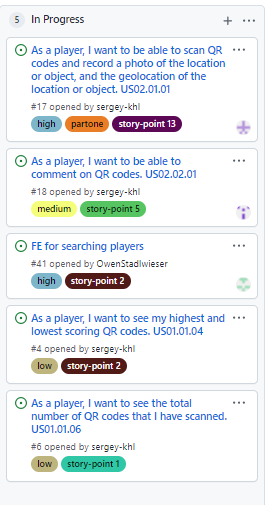 5 In Progress
As a player, I want to be able to scan QR
codes and record a photo of the location
or object, and the geolocation of the
location or object. US02.01.01
#17 opened by sergey-khl
high partone story-point 13
As a player, I want to be able to
comment on QR codes. US02.02.01
#18 opened by sergey-khl
medium story-point 5
FE for searching players
#41 opened by OwenStadlwieser
high story-point 2
As a player, I want to see my highest and
lowest scoring QR codes. US01.01.04
#4 opened by sergey-khl
low story-point 2
As a player, I want to see the total
number of QR codes that I have scanned.
US01.01.06
#6 opened by sergey-khl
low story-point 1